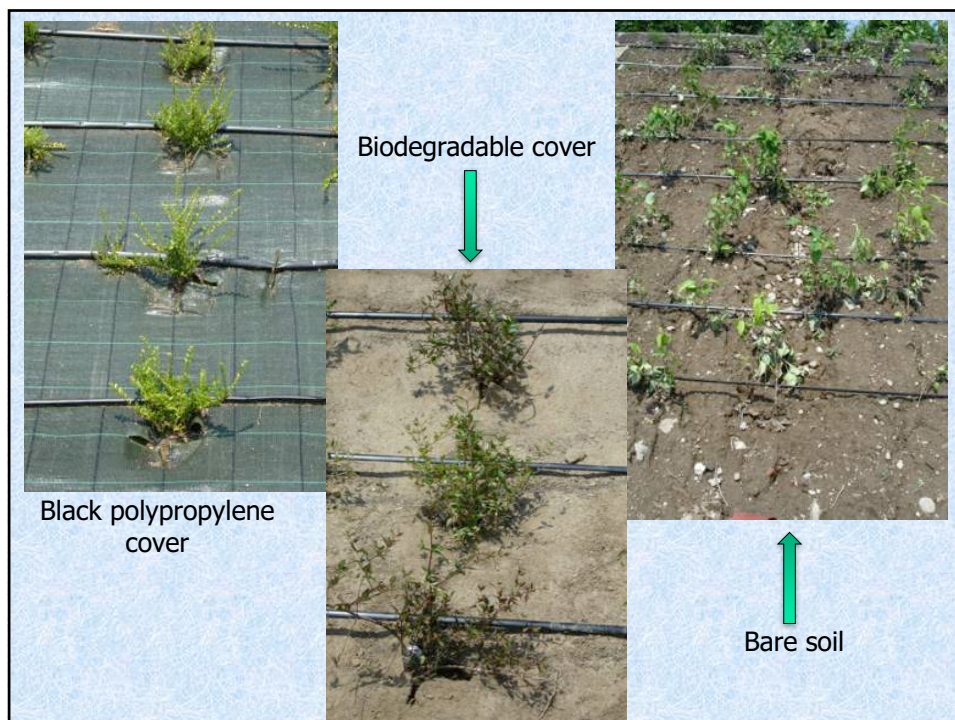 Biodegradable cover
Black polypropylene
cover
Bare soil